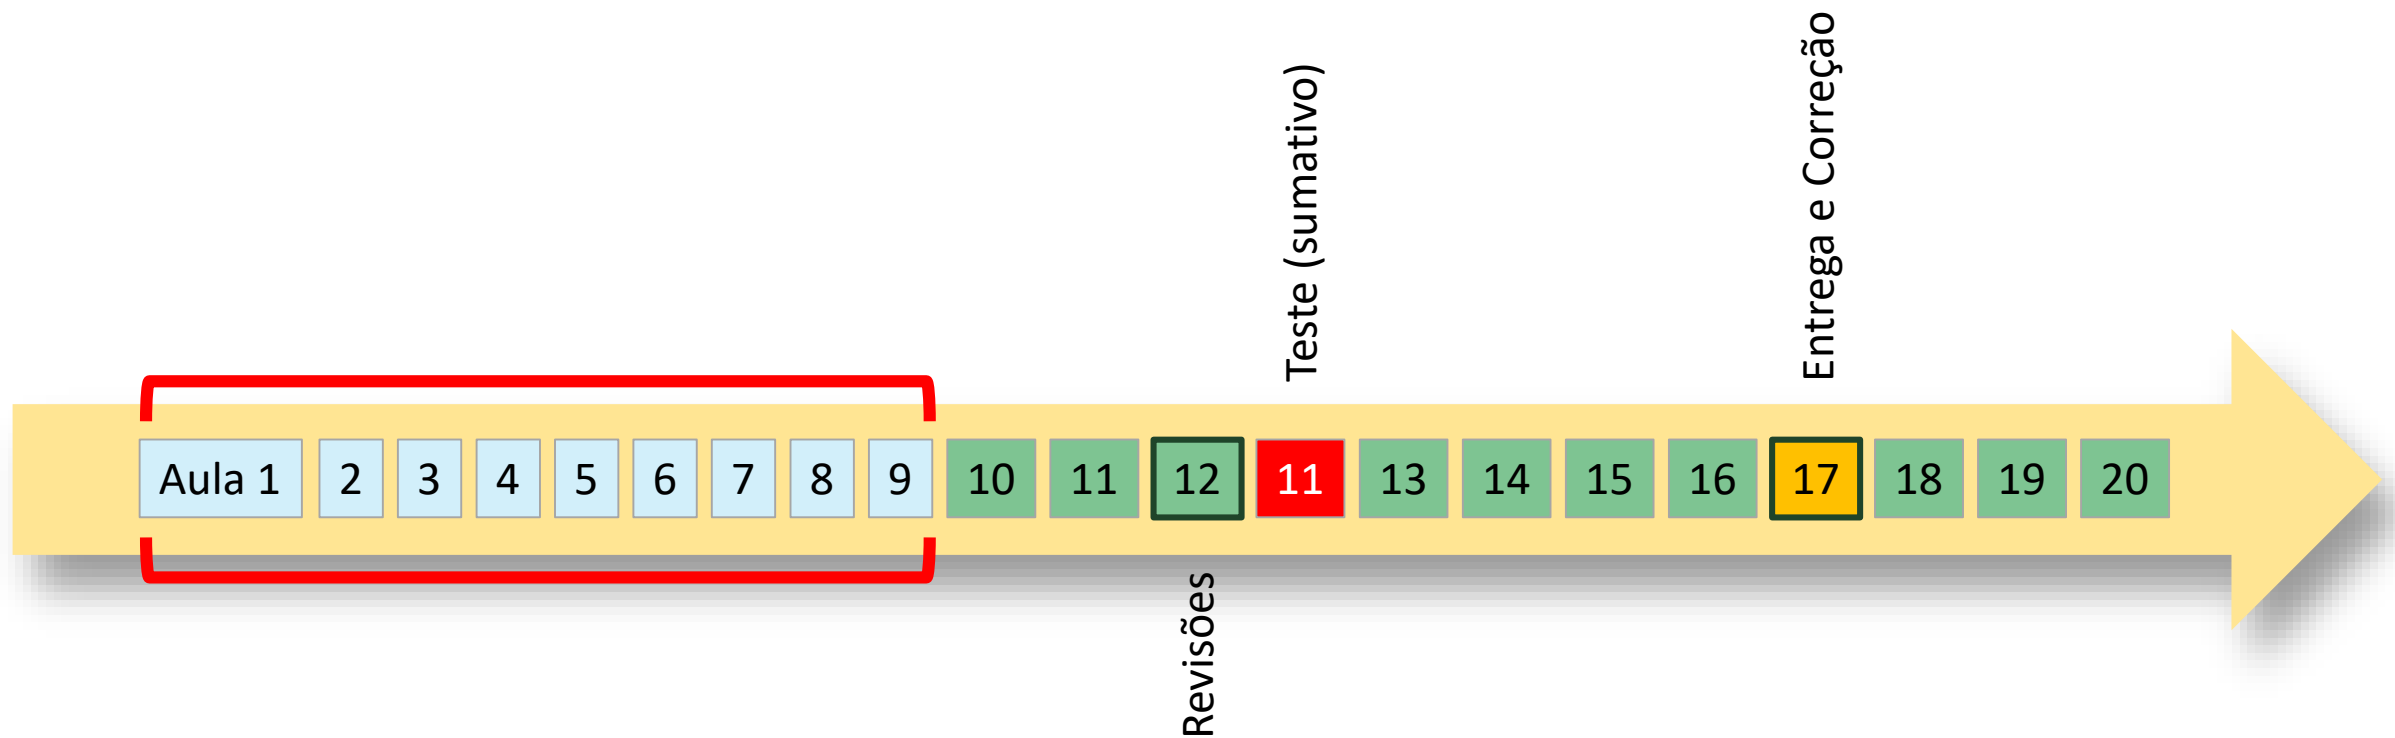 Teste (sumativo)
Entrega e Correção
Aula 1 2 3 4 5 6 7 8 9 10 11 12 11 13 14 15 16 17 18 19 20
Revisões